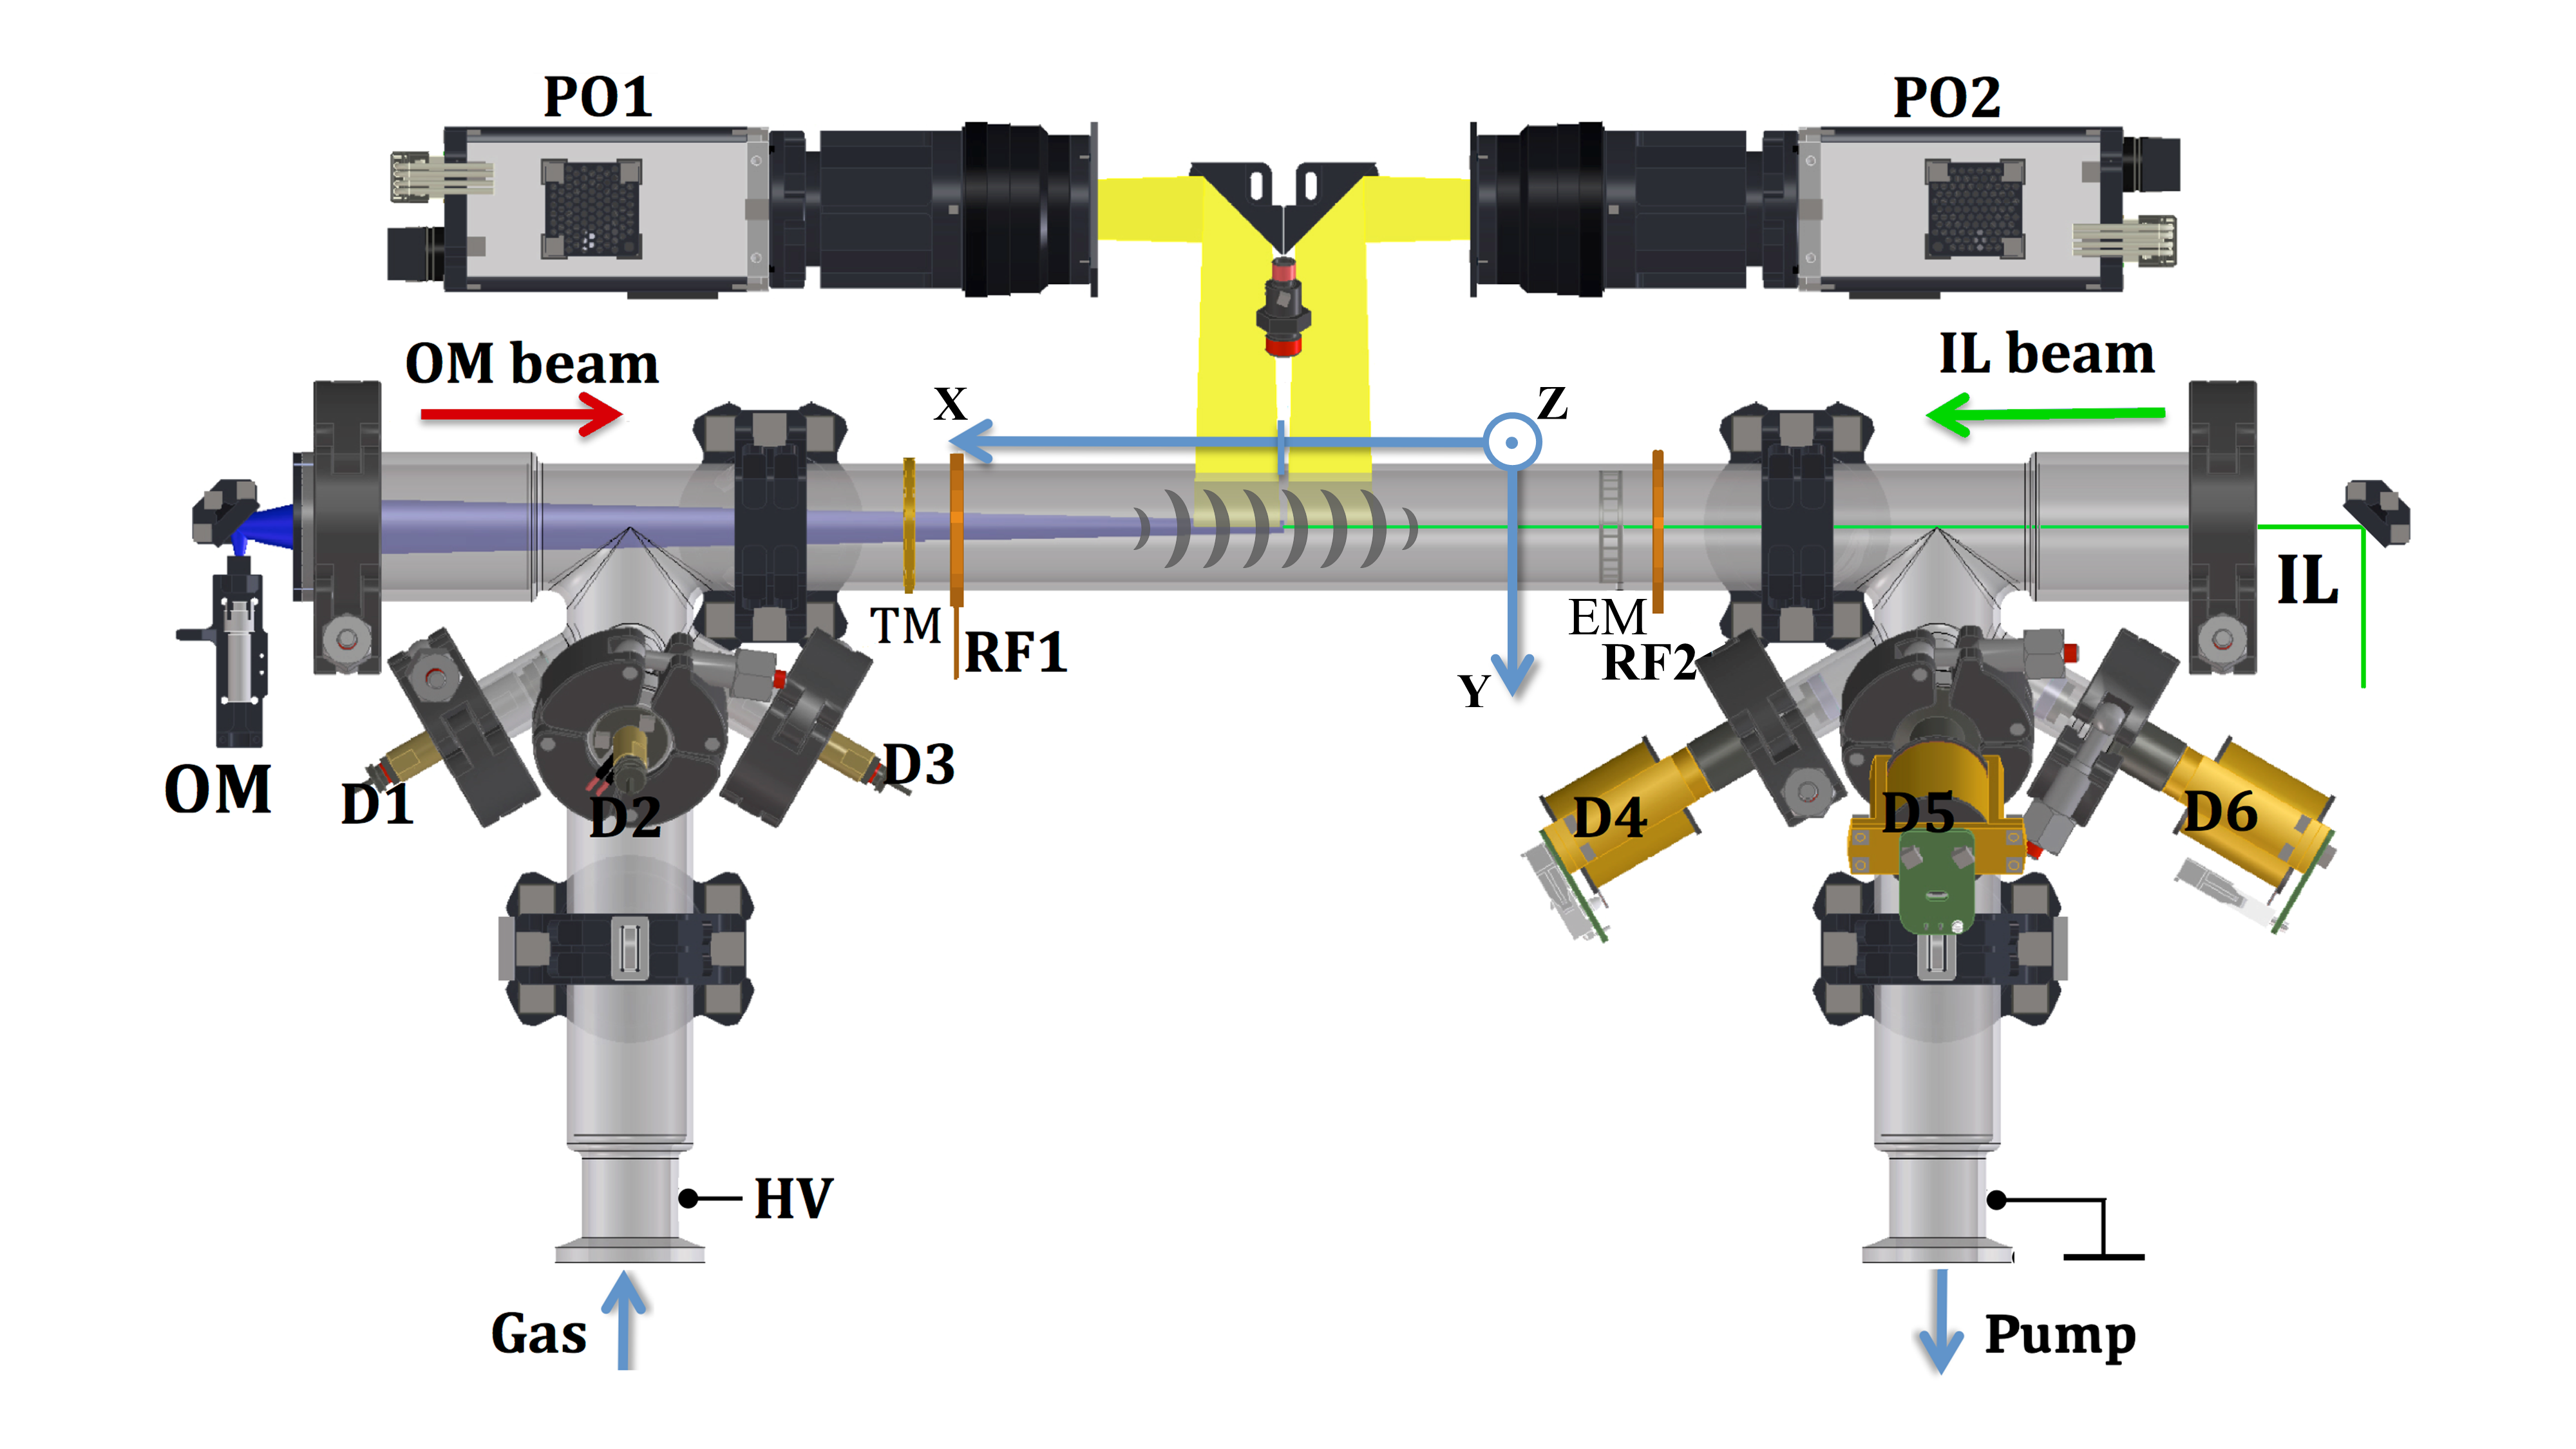 PO1
PO2
OM beam
IL beam
X
Z
TM
RF1
EM
RF2
Y
IL
OM
D1
D2
D3
D4
D5
D6
HV
Gas
Pump